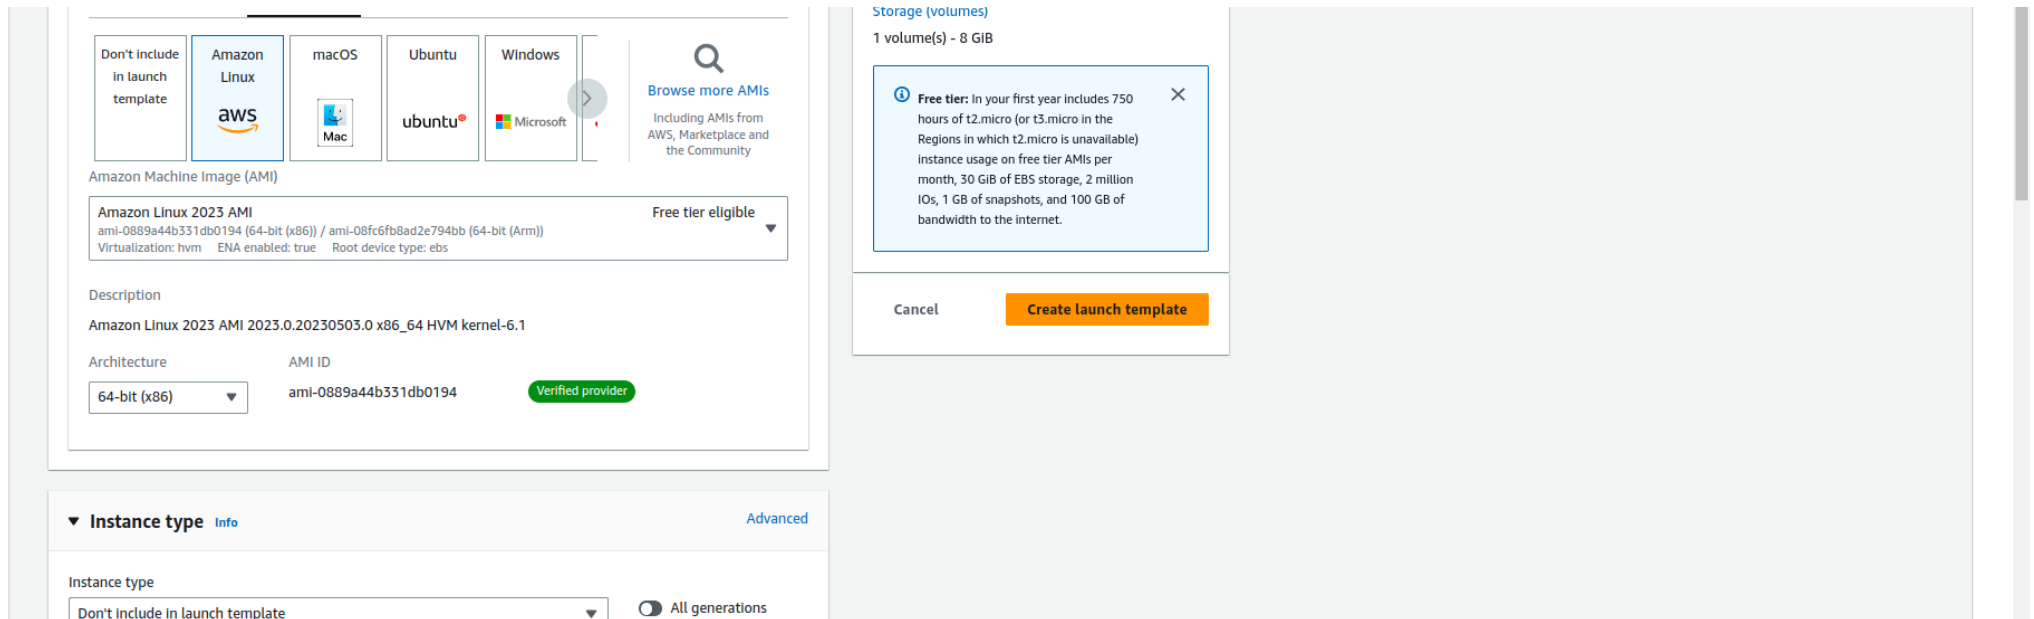 Storage (volumes)
1 volume(s) - 8 GiB
Don't include
in launch
template
Amazon
Linux
aws
macOS
Mac
Ubuntu
ubuntu
Windows
Microsoft
Browse more AMIs
Including AMIs from
AWS, Marketplace and
the Community
Amazon Machine Image (AMI)
Amazon Linux 2023 AMI
Free tier eligible
ami-0889a44b331db0194 (64-bit (x86)) / ami-08fc6fb8ad2e794bb (64-bit (Arm))
Virtualization: hvm ENA enabled: true Root device type: ebs
Description
Amazon Linux 2023 AMI 2023.0.20230503.0 x86_64 HVM kernel-6.1
Architecture
AMI ID
64-bit (x86)
ami-0889a44b331db0194
Verified provider
Instance type Info
Advanced
Instance type
Don't include in launch template
All generations
Free tier: In your first year includes 750
hours of t2.micro (or t3.micro in the
Regions in which t2.micro is unavailable)
instance usage on free tier AMIs per
month, 30 GiB of EBS storage, 2 million
IOs, 1 GB of snapshots, and 100 GB of
bandwidth to the internet.
Cancel
Create launch template